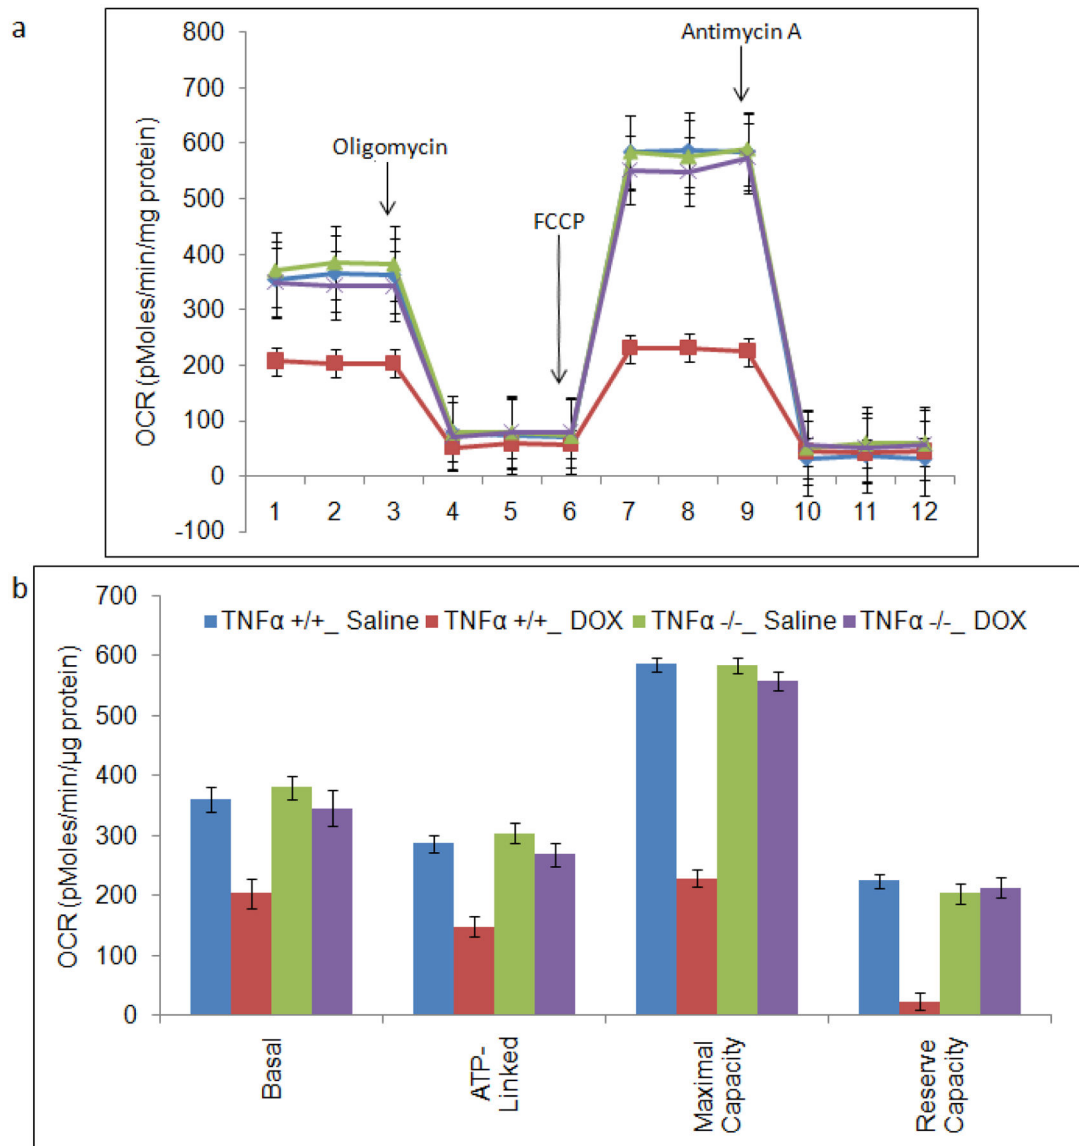 a
800
700
600
500
400
300
200
100
0
-100
OCR (pMoles/min/mg protein)
Oligomycin
FCCP
Antimycin A
1 2 3 4 5 6 7 8 9 10 11 12
b
700
600
500
400
300
200
100
0
OCR (pMoles/min/µg protein)
TNFα +/+_ Saline TNFα +/+_ DOX TNFα -/-_ Saline TNFα -/-_ DOX
Basal
ATP-
Linked
Maximal
Capacity
Reserve
Capacity